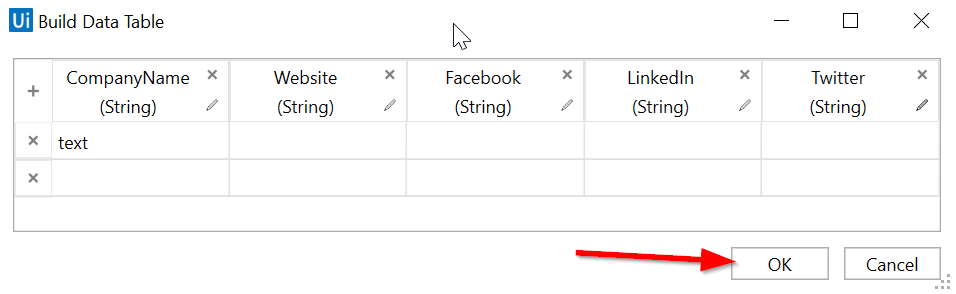 Ui Build Data Table
CompanyName Website Facebook LinkedIn Twitter
(String) (String) (String) (String) (String)
text
OK Cancel